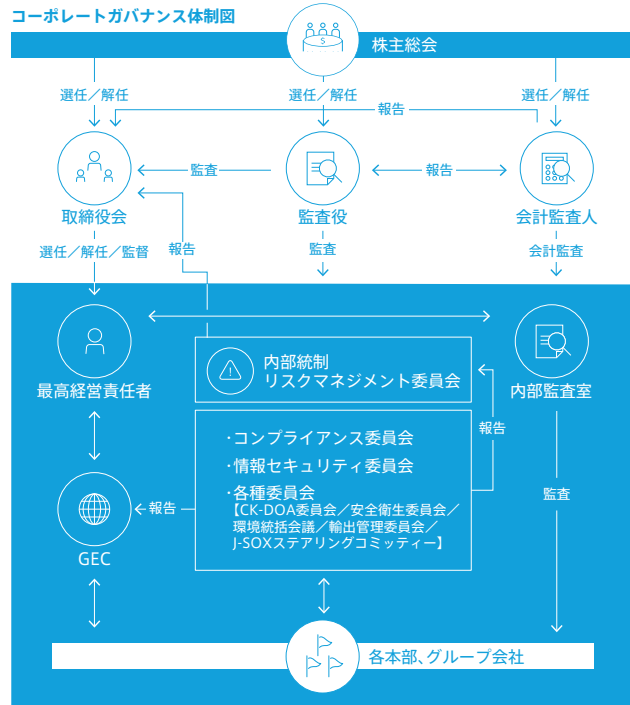 コーポレートガバナンス体制図
S
株主総会
選任／解任
選任／解任
選任／解任
報告
監査
報告
取締役会
監査役
会計監査人
選任／解任／監督
報告
監査
会計監査
最高経営責任者
内部統制
リスクマネジメント委員会
内部監査室
・コンプライアンス委員会
・情報セキュリティ委員会
・各種委員会
【CK-DOA委員会／安全衛生委員会／
環境統括会議／輸出管理委員会／
J-SOXステアリングコミッティー】
報告
報告
監査
GEC
各本部、グループ会社